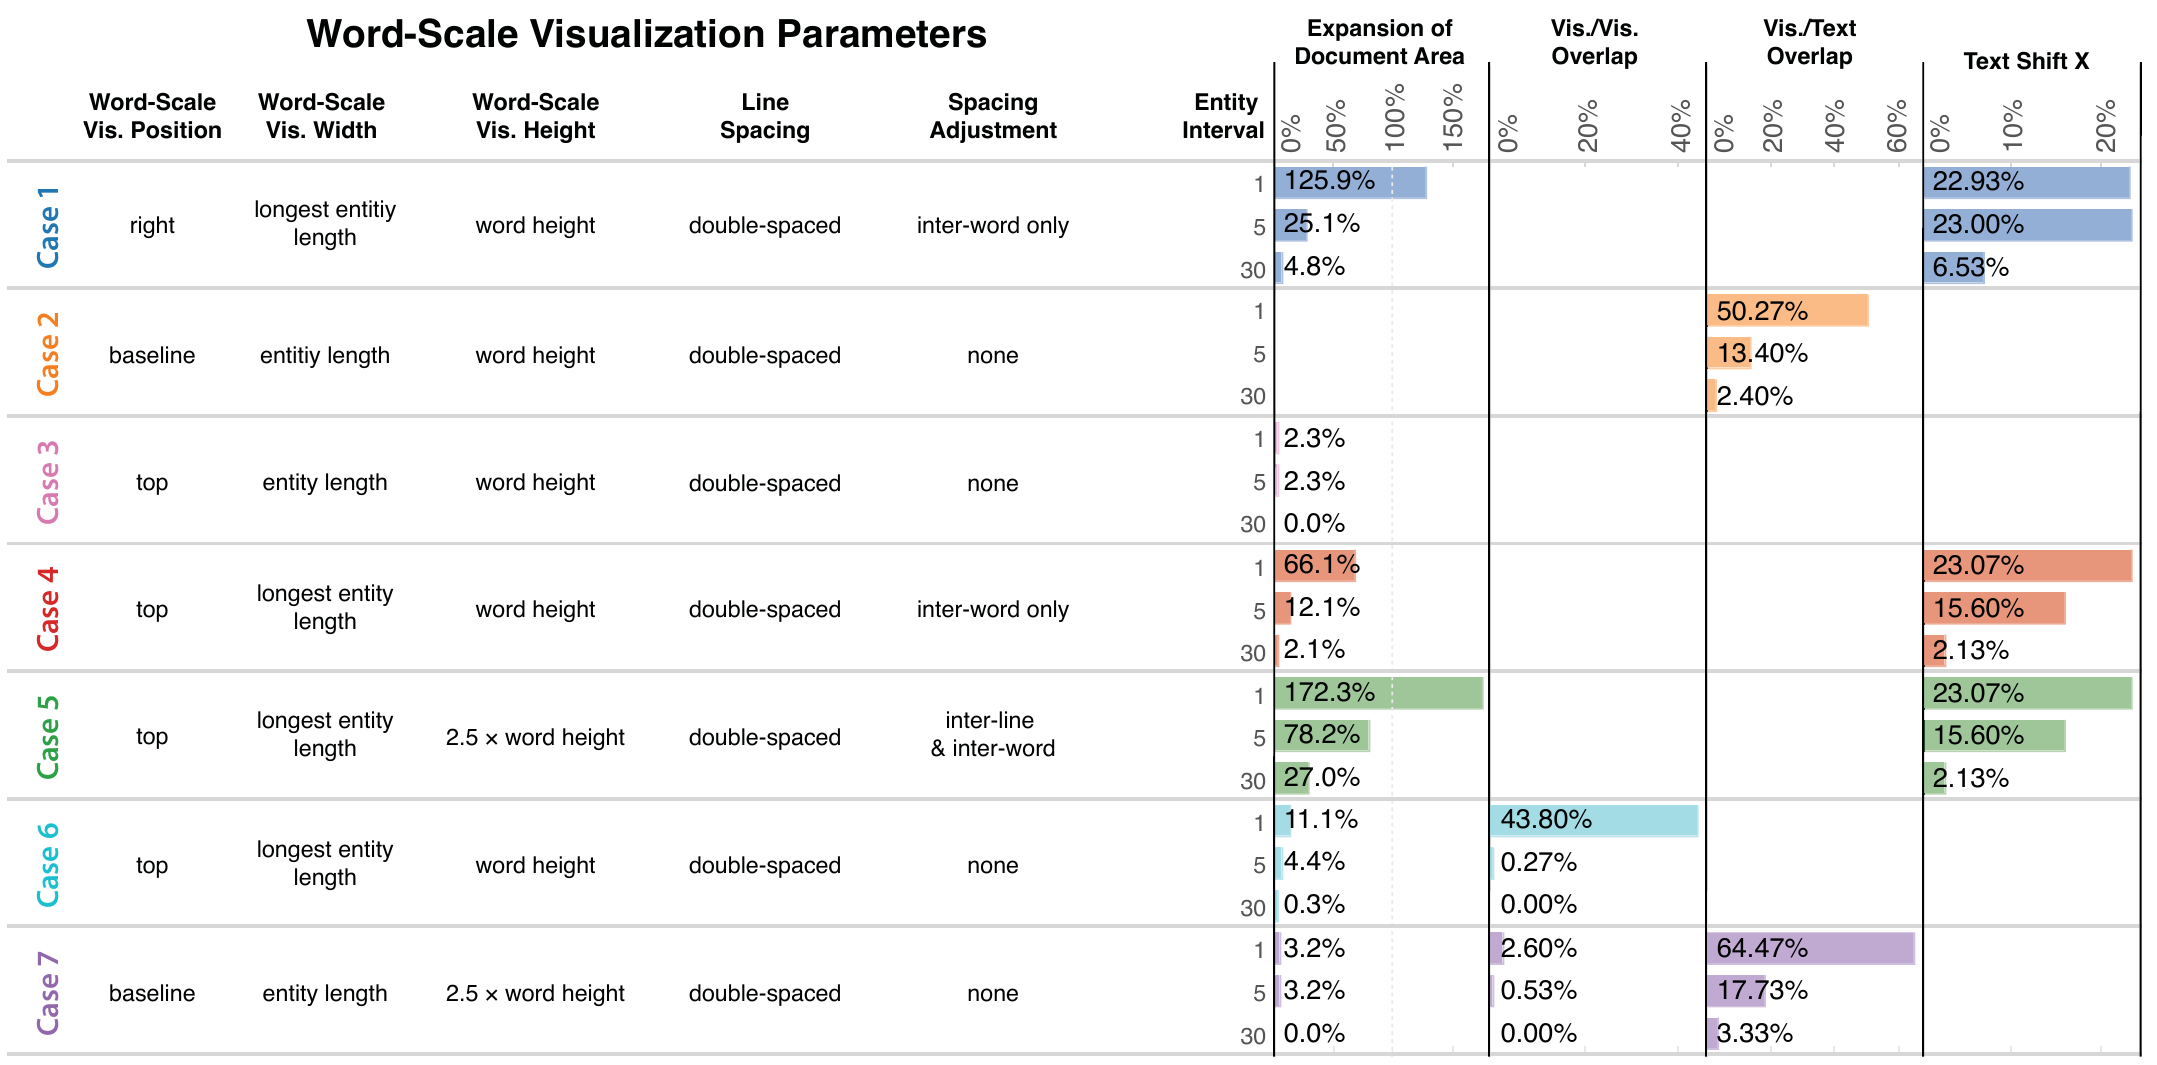 Word-Scale Visualization Parameters
Expansion of
Document Area
Vis./Vis.
Overlap
Vis./Text
Overlap
Text Shift X
Word-Scale
Vis. Position
Word-Scale
Vis. Width
Word-Scale
Vis. Height
Line
Spacing
Spacing
Adjustment
Entity
Interval
0% 50% 100% 150%
0% 20% 40%
0% 20% 40% 60%
0% 10% 20%
Case 1
right
longest entitiy
length
word height
double-spaced
inter-word only
1 125.9% 22.93%
5 25.1% 23.00%
30 4.8% 6.53%
Case 2
baseline
entitiy length
word height
double-spaced
none
1 50.27%
5 13.40%
30 2.40%
Case 3
top
entity length
word height
double-spaced
none
1 2.3%
5 2.3%
30 0.0%
Case 4
top
longest entity
length
word height
double-spaced
inter-word only
1 66.1% 23.07%
5 12.1% 15.60%
30 2.1% 2.13%
Case 5
top
longest entity
length
2.5 × word height
double-spaced
inter-line
& inter-word
1 172.3% 23.07%
5 78.2% 15.60%
30 27.0% 2.13%
Case 6
top
longest entity
length
word height
double-spaced
none
1 11.1% 43.80%
5 4.4% 0.27%
30 0.3% 0.00%
Case 7
baseline
entity length
2.5 × word height
double-spaced
none
1 3.2% 2.60% 64.47%
5 3.2% 0.53% 17.73%
30 0.0% 0.00% 3.33%